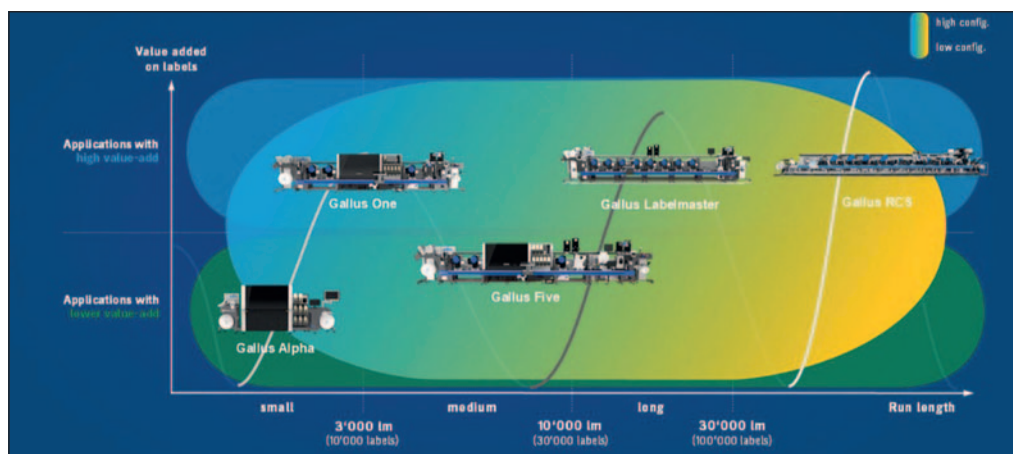 high config.
low config.
Value added
on labels
Applications with
high value-add
Gallus One
Gallus Labelmaster
Gallus RCS
Gallus Five
Applications with
lower value-add
Gallus Alpha
small
medium
long
Run length
3'000 lm
(10'000 labels)
10'000 lm
(30'000 labels)
30'000 lm
(100'000 labels)